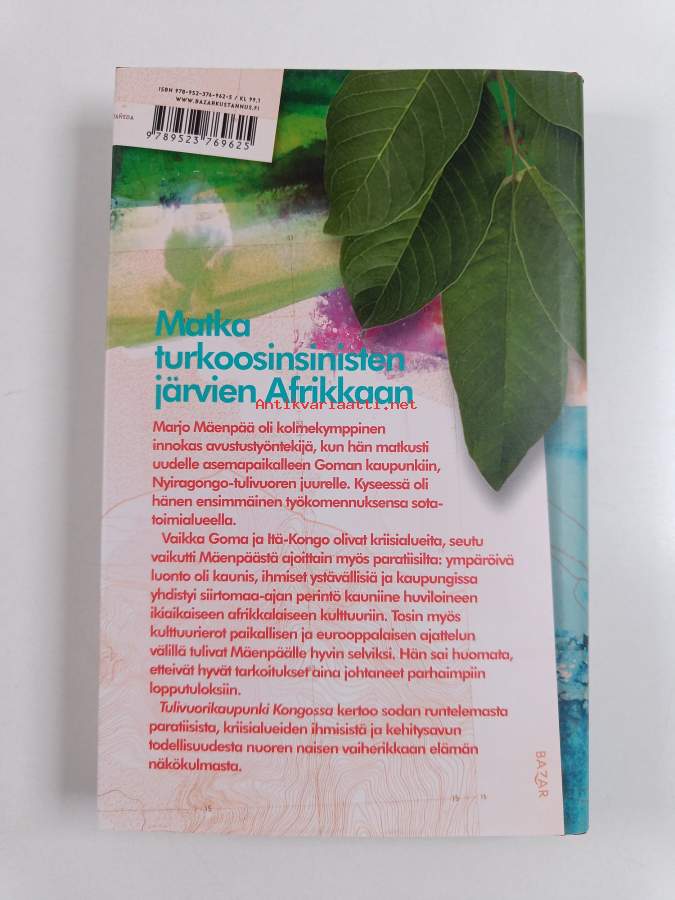 ISBN 978-952-376-962-5 / KL 99.1
WWW.BAZARKUSTANNUS.FI
9 789523 769625
Matka
turkoosinsinisten
järvien Afrikkaan
Antikvariaatti.net
Marjo Mäenpää oli kolmekymppinen
innokas avustustyöntekijä, kun hän matkusti
uudelle asemapaikalleen Goman kaupunkiin,
Nyiragongo-tulivuoren juurelle. Kyseessä oli
hänen ensimmäinen työkomennuksensa sota-
toimialueella.
Vaikka Goma ja Itä-Kongo olivat kriisialueita, seutu
vaikutti Mäenpäästä ajoittain myös paratiisilta: ympäröivä
luonto oli kaunis, ihmiset ystävällisiä ja kaupungissa
yhdistyi siirtomaa-ajan perintö kauniine huviloineen
ikiaikaiseen afrikkalaiseen kulttuuriin. Tosin myös
kulttuurierot paikallisen ja eurooppalaisen ajattelun
välillä tulivat Mäenpäälle hyvin selviksi. Hän sai huomata,
etteivät hyvät tarkoitukset aina johtaneet parhaimpiin
lopputuloksiin.
Tulivuorikaupunki Kongossa kertoo sodan runtelemasta
paratiisista, kriisialueiden ihmisistä ja kehitysavun
todellisuudesta nuoren naisen vaiherikkaan elämän
näkökulmasta.
BAZAR
15
15